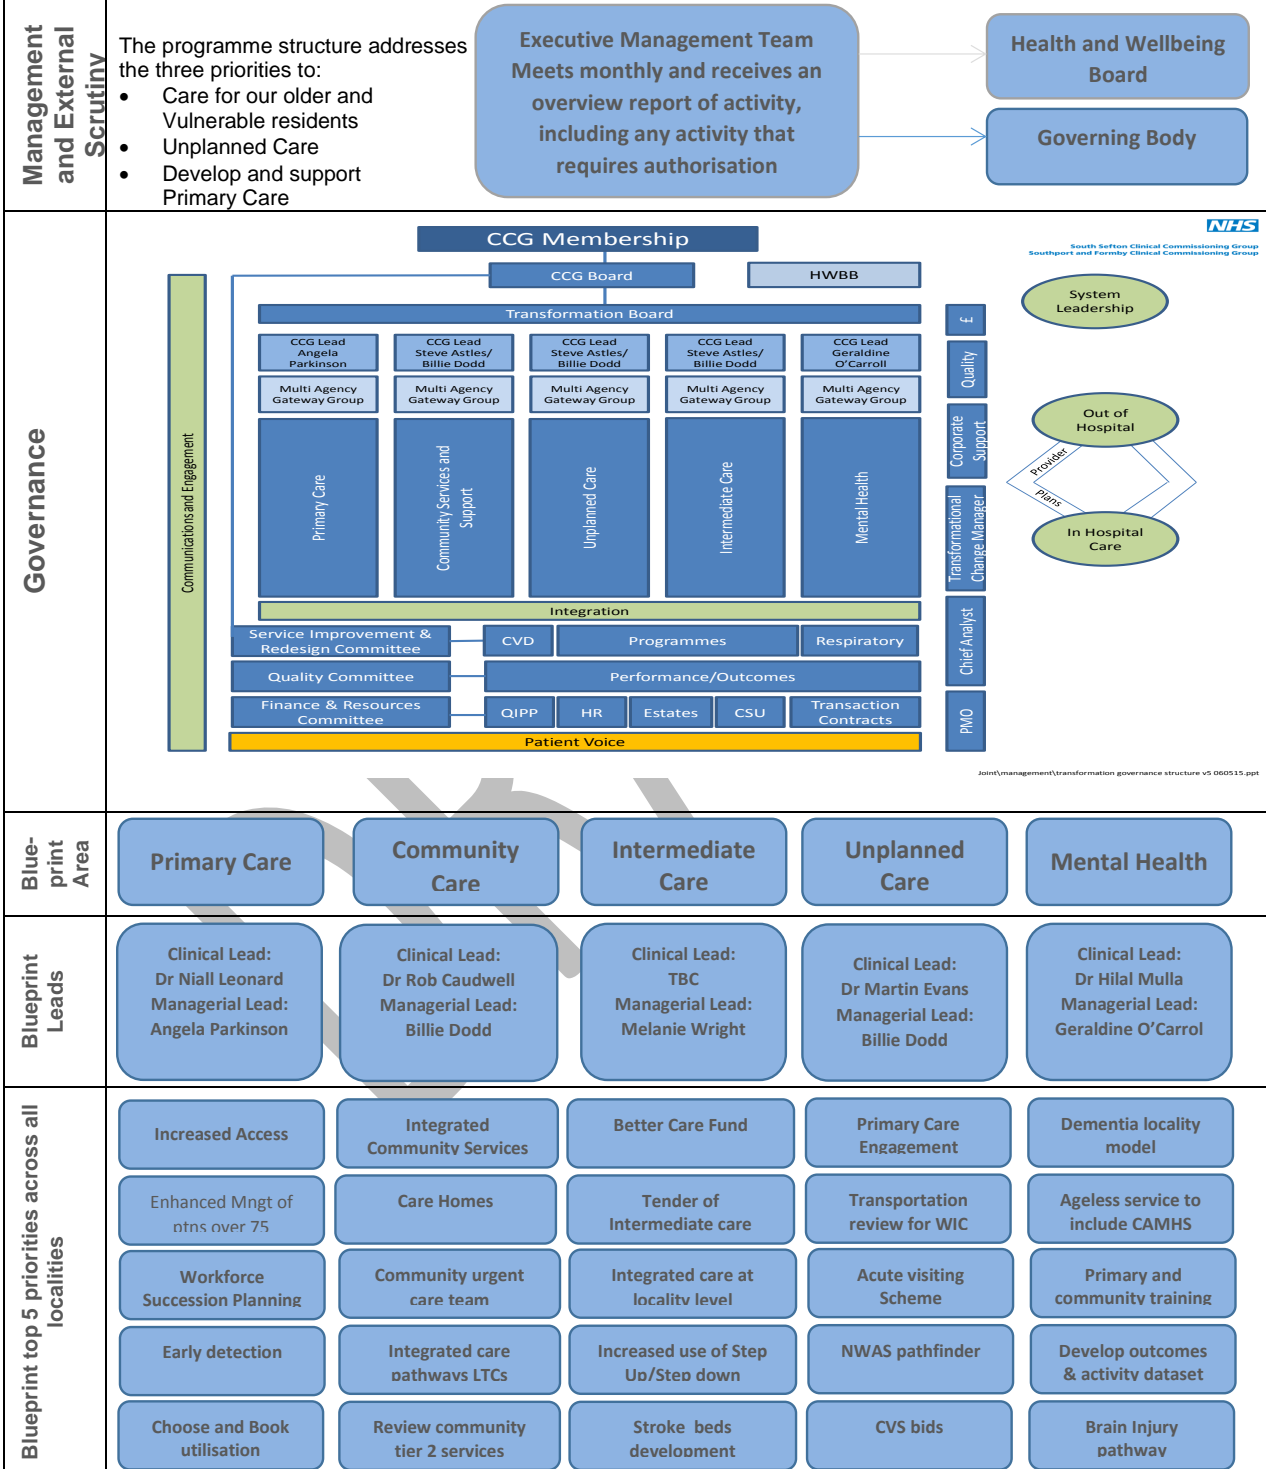 Management
and External
Scrutiny
The programme structure addresses
the three priorities to:
• Care for our older and
Vulnerable residents
• Unplanned Care
• Develop and support
Primary Care
Executive Management Team
Meets monthly and receives an
overview report of activity,
including any activity that
requires authorisation
Health and Wellbeing
Board
Governing Body
Governance
NHS
South Sefton Clinical Commissioning Group
Southport and Formby Clinical Commissioning Group
CCG Membership
CCG Board
HWBB
Transformation Board
CCG Lead
Angela
Parkinson
CCG Lead
Steve Astles/
Billie Dodd
CCG Lead
Steve Astles/
Billie Dodd
CCG Lead
Steve Astles/
Billie Dodd
CCG Lead
Geraldine
O'Carroll
Multi Agency
Gateway Group
Multi Agency
Gateway Group
Multi Agency
Gateway Group
Multi Agency
Gateway Group
Multi Agency
Gateway Group
Communications and Engagement
Primary Care
Community Services and
Support
Unplanned Care
Intermediate Care
Mental Health
Integration
Service Improvement &
Redesign Committee
CVD
Programmes
Respiratory
Quality Committee
Performance/Outcomes
Finance & Resources
Committee
QIPP
HR
Estates
CSU
Transaction
Contracts
Patient Voice
£
Quality
Corporate
Support
Transformational
Change Manager
Chief Analyst
PMO
System
Leadership
Out of
Hospital
Provider
Plans
In Hospital
Care
Joint\management\transformation governance structure v5 060515.ppt
Blue-
print
Area
Primary Care
Community
Care
Intermediate
Care
Unplanned
Care
Mental Health
Blueprint
Leads
Clinical Lead:
Dr Niall Leonard
Managerial Lead:
Angela Parkinson
Clinical Lead:
Dr Rob Caudwell
Managerial Lead:
Billie Dodd
Clinical Lead:
TBC
Managerial Lead:
Melanie Wright
Clinical Lead:
Dr Martin Evans
Managerial Lead:
Billie Dodd
Clinical Lead:
Dr Hilal Mulla
Managerial Lead:
Geraldine O'Carrol
Blueprint top 5 priorities across all
localities
Increased Access
Integrated
Community Services
Better Care Fund
Primary Care
Engagement
Dementia locality
model
Enhanced Mngt of
ptns over 75
Care Homes
Tender of
Intermediate care
Transportation
review for WIC
Ageless service to
include CAMHS
Workforce
Succession Planning
Community urgent
care team
Integrated care at
locality level
Acute visiting
Scheme
Primary and
community training
Early detection
Integrated care
pathways LTCs
Increased use of Step
Up/Step down
NWAS pathfinder
Develop outcomes
& activity dataset
Choose and Book
utilisation
Review community
tier 2 services
Stroke beds
development
CVS bids
Brain Injury
pathway